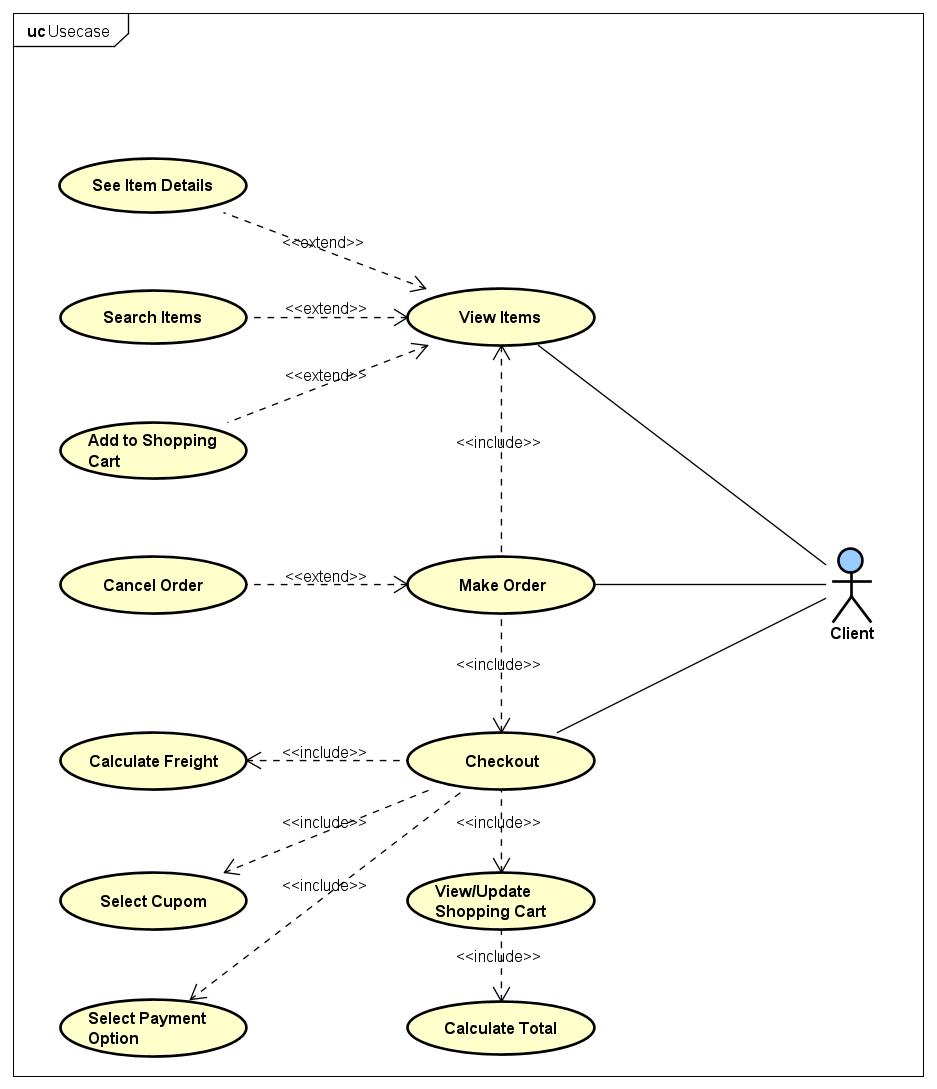 uc Usecase
See Item Details
<<extend>>
Search Items
<<extend>>
View Items
<<extend>>
Add to Shopping
Cart
<<include>>
Cancel Order
<<extend>>
Make Order
Client
<<include>>
Calculate Freight
<<include>>
Checkout
<<include>>
<<include>>
<<include>>
Select Cupom
View/Update
Shopping Cart
<<include>>
Select Payment
Option
Calculate Total